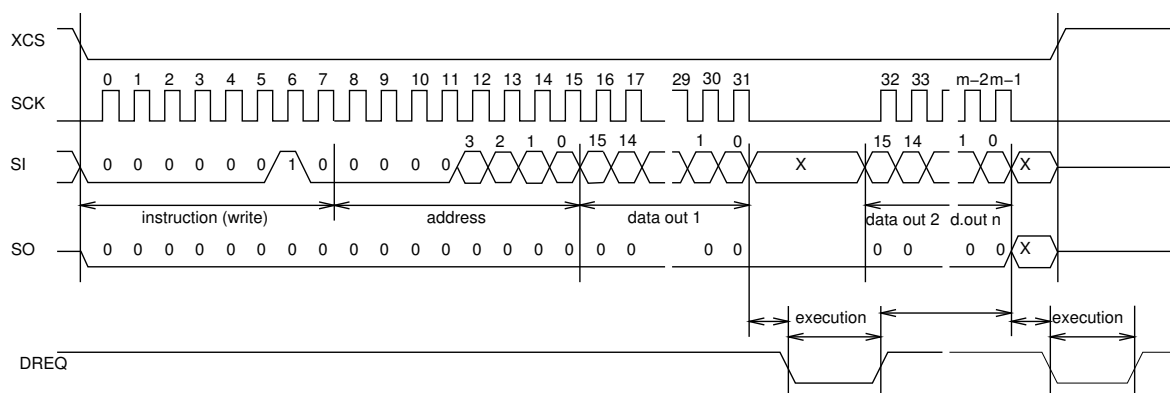 XCS
0 1 2 3 4 5 6 7 8 9 10 11 12 13 14 15 16 17 29 30 31 32 33 m-2 m-1
SCK
3 2 1 0 15 14 1 0 15 14 1 0
SI 0 0 0 0 0 0 1 0 0 0 0 0 X X
instruction (write) address data out 1 data out 2 d.out n
SO 0 0 0 0 0 0 0 0 0 0 0 0 0 0 0 0 0 0 0 0 0 0 0 0 X
execution execution
DREQ